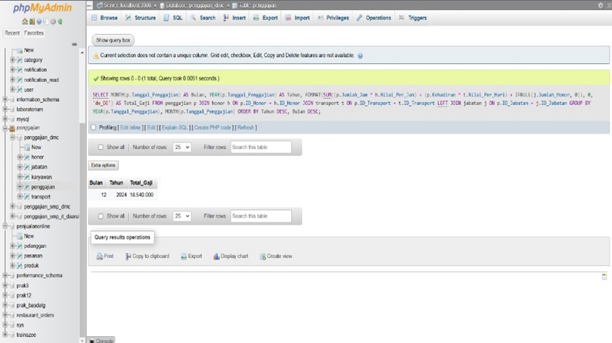 phpMyAdmin
Server: localhost:3306 » Database: penggajian_dmc » Table: penggajian
Browse Structure SQL Search Insert Export Import Privileges Operations Triggers
Recent Favorites
New
category
notification
notification_read
user
information_schema
laboratorium
mysql
penggajian
penggajian_dmc
New
honor
jabatan
karyawan
penggajian
transport
penggajian_smp_dmc
penggajian_smp_it_daarul
penjualanonline
New
pelanggan
pesanan
produk
performance_schema
prak3
prak12
restaurant_orders
Show query box
Current selection does not contain a unique column. Grid edit, checkbox, Edit, Copy and Delete features are not available.
Showing rows 0 - 0 (1 total, Query took 0.0051 seconds.)
SELECT MONTH(p.Tanggal_Penggajian) AS Bulan, YEAR(p.Tanggal_Penggajian) AS Tahun, FORMAT(SUM((p.Jumlah_Jam * h.Nilai_Per_Jam) + (p.Kehadiran * t.Nilai_Per_Hari) + IFNULL(j.Jumlah_Honor, 0)), 0,
'de_DE') AS Total_Gaji FROM penggajian p JOIN honor h ON p.ID_Honor = h.ID_Honor JOIN transport t ON p.ID_Transport = t.ID_Transport LEFT JOIN jabatan j ON p.ID_Jabatan = j.ID_Jabatan GROUP BY
YEAR(p.Tanggal_Penggajian), MONTH(p.Tanggal_Penggajian) ORDER BY Tahun DESC, Bulan DESC;
Profiling [ Edit inline ] [ Edit ] [ Explain SQL ] [ Create PHP code ] [ Refresh ]
Show all Number of rows: 25 Filter rows: Search this table
Extra options
Bulan Tahun Total_Gaji
12 2024 18.540.000
Show all Number of rows: 25 Filter rows: Search this table
Query results operations
Print Copy to clipboard Export Display chart Create view
Console